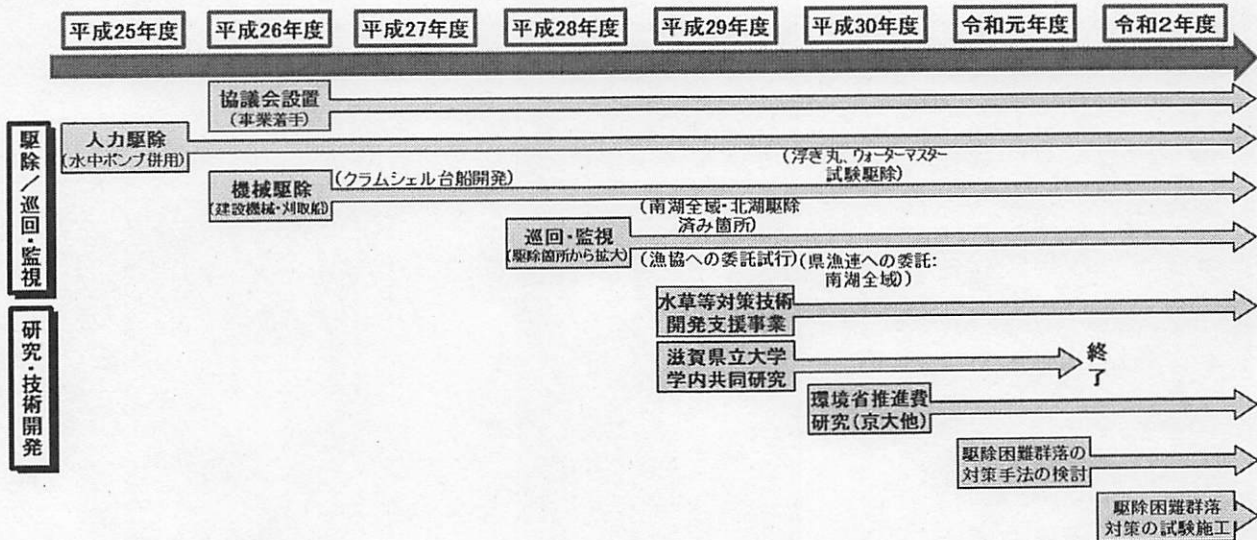 平成25年度 平成26年度 平成27年度 平成28年度 平成29年度 平成30年度 令和元年度 令和2年度
駆除／巡回・監視
協議会設置
(事業着手)
人力駆除
(水中ポンプ併用)
機械駆除
(建設機械・刈取船)
(クラムシェル台船開発)
(浮き丸、ウォーターマスター
試験駆除)
巡回・監視
(駆除箇所から拡大)
(南湖全域・北湖駆除
済み箇所)
(漁協への委託試行)
(県漁連への委託:
南湖全域))
研究・技術開発
水草等対策技術
開発支援事業
滋賀県立大学
学内共同研究
終
了
環境省推進費
研究(京大他)
駆除困難群落の
対策手法の検討
駆除困難群落
対策の試験施工